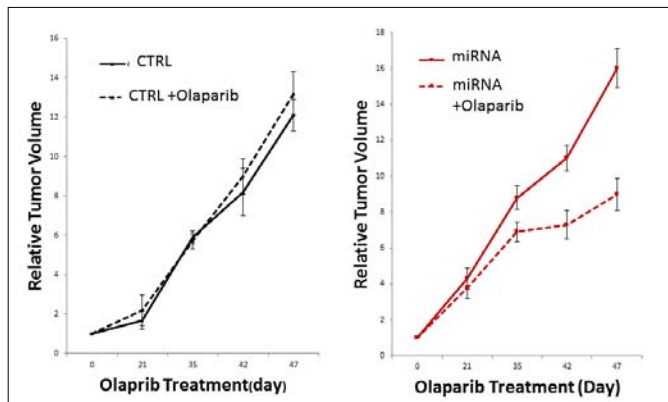 Relative Tumor Volume
16
14
12
10
8
6
4
2
0
CTRL
CTRL +Olaparib
0 21 35 42 47
Olaprib Treatment(day)
Relative Tumor Volume
18
16
14
12
10
8
6
4
2
0
miRNA
miRNA
+Olaparib
0 21 35 42 47
Olaparib Treatment (Day)